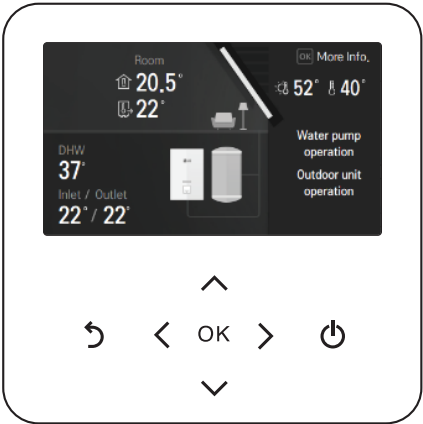 Room
20.5°
22°
OK More Info.
52° 40°
Water pump
operation
Outdoor unit
operation
DHW
37°
Inlet / Outlet
22° / 22°
LG
OK